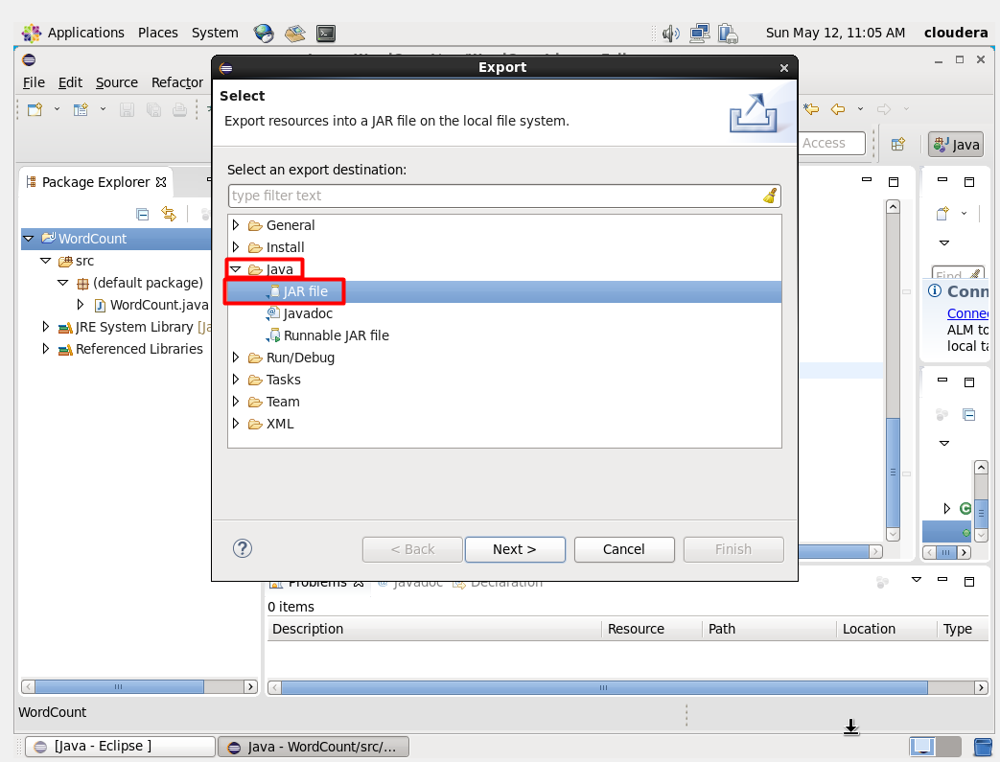 Applications Places System Sun May 12, 11:05 AM cloudera
Export
File Edit Source Refactor
Select
Export resources into a JAR file on the local file system.
Access Java
Package Explorer
Select an export destination:
type filter text
WordCount
src
(default package)
WordCount.java
JRE System Library [Ja
Referenced Libraries
General
Install
Java
JAR file
Javadoc
Runnable JAR file
Run/Debug
Tasks
Team
XML
Find
Conn
Connec
ALM to
local ta
< Back Next > Cancel Finish
Problems Javadoc Declaration
0 items
Description Resource Path Location Type
WordCount
[Java - Eclipse ] Java - WordCount/src/...